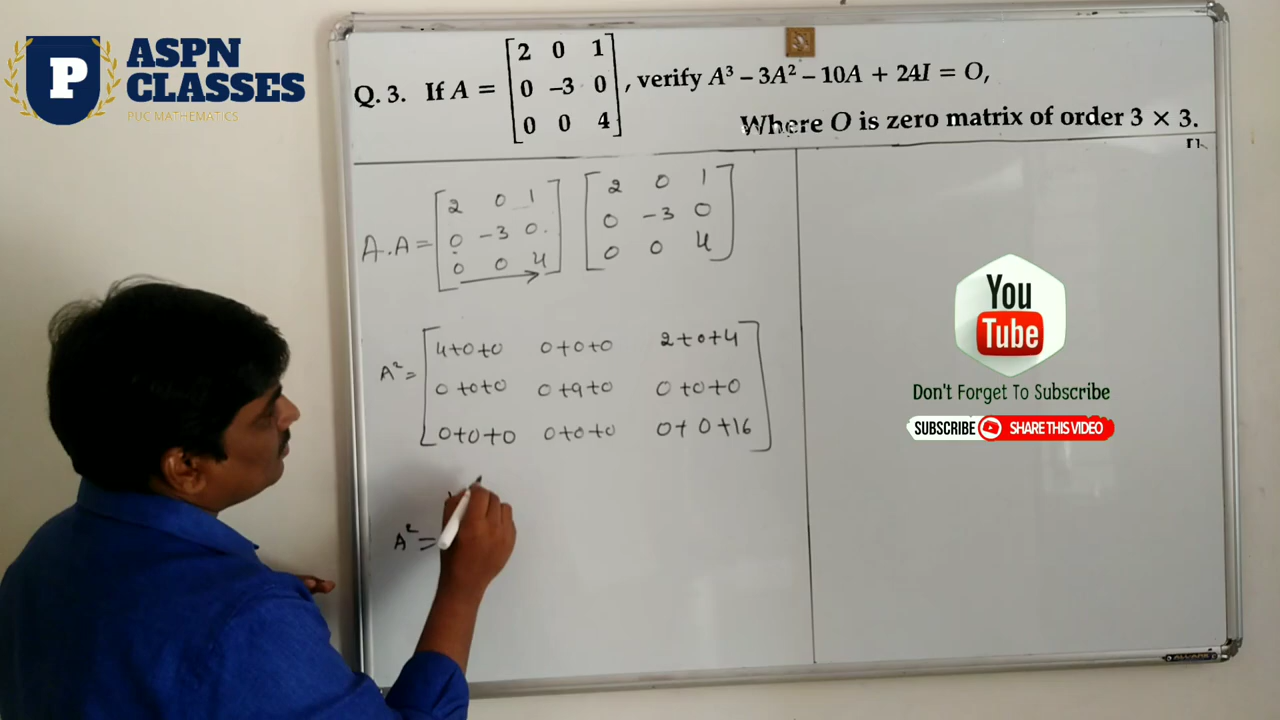 ASPN
CLASSES
P
PUC MATHEMATICS
Q. 3. If A = [2 0 1
0 –3 0
0 0 4], verify A³ – 3A² – 10A + 24I = O,
Where O is zero matrix of order 3 × 3.
A.A = [2 0 1
0 -3 0.
0 0 4] [2 0 1
0 -3 0
0 0 4]
A² = [4+0+0 0+0+0 2+0+4
0+0+0 0+9+0 0+0+0
0+0+0 0+0+0 0+0+16]
A² =
You
Tube
Don't Forget To Subscribe
SUBSCRIBE SHARE THIS VIDEO